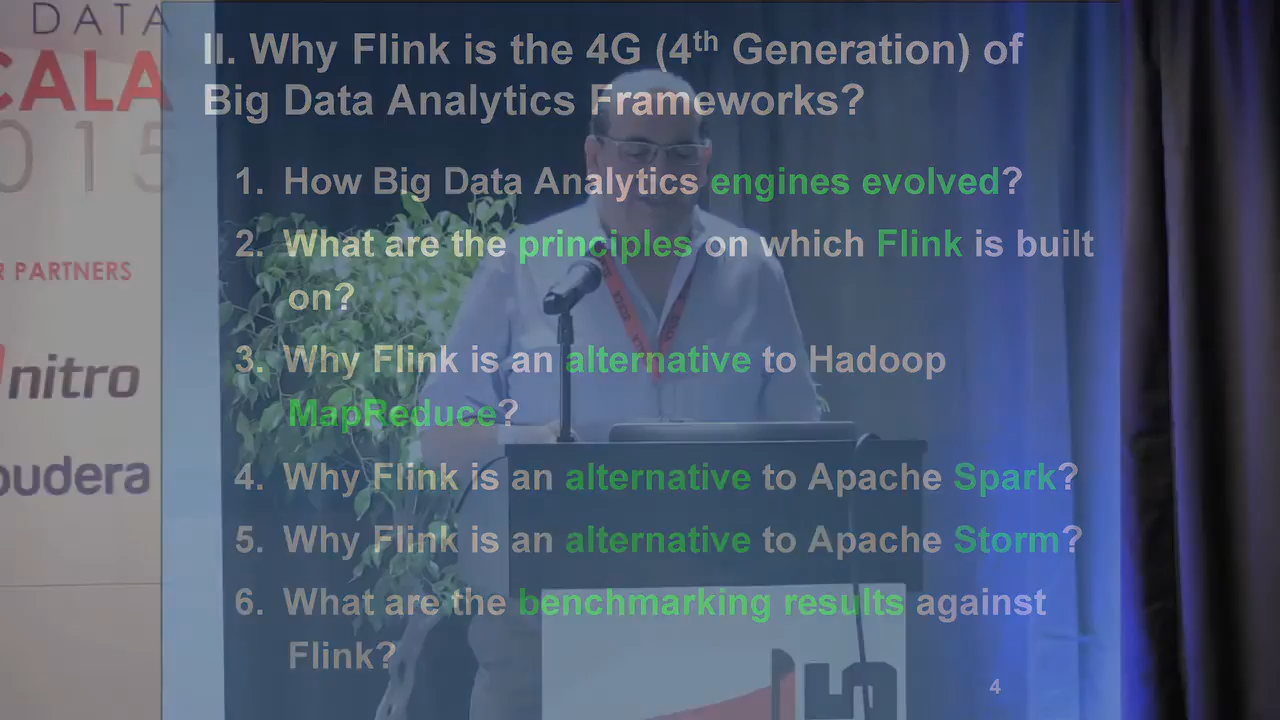 DATA
CALA
015
R PARTNERS
nitro
oudera
II. Why Flink is the 4G (4th Generation) of
Big Data Analytics Frameworks?
1. How Big Data Analytics engines evolved?
2. What are the principles on which Flink is built
on?
3. Why Flink is an alternative to Hadoop
MapReduce?
4. Why Flink is an alternative to Apache Spark?
5. Why Flink is an alternative to Apache Storm?
6. What are the benchmarking results against
Flink?
4